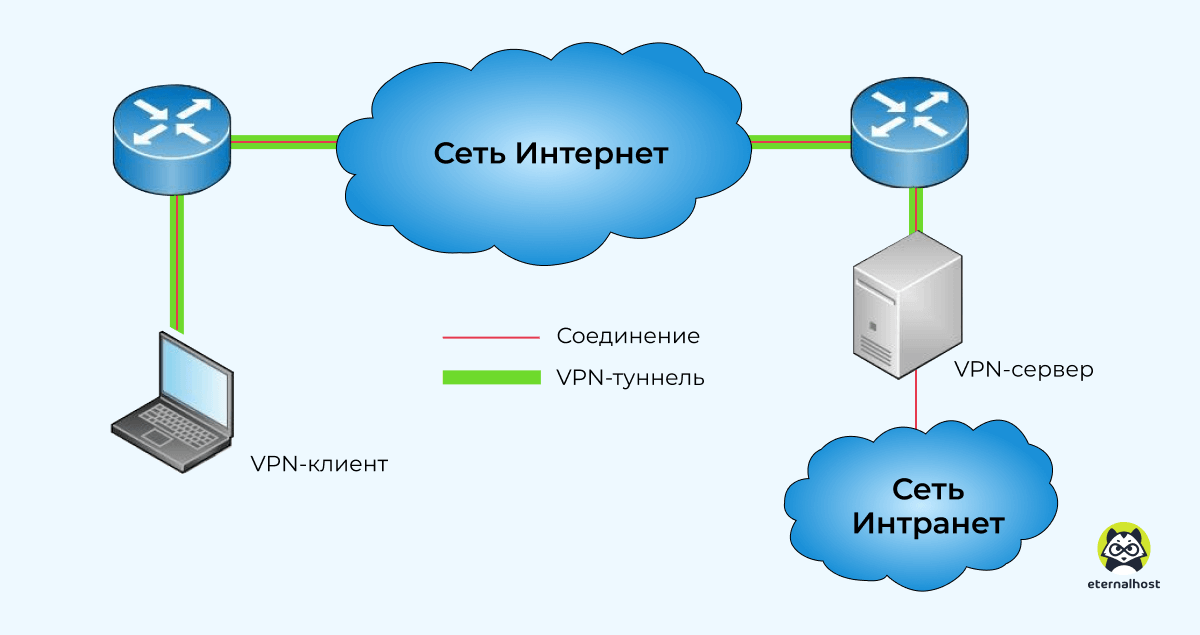 Сеть Интернет
Соединение
VPN-туннель
VPN-сервер
VPN-клиент
Сеть
Интранет
eternalhost